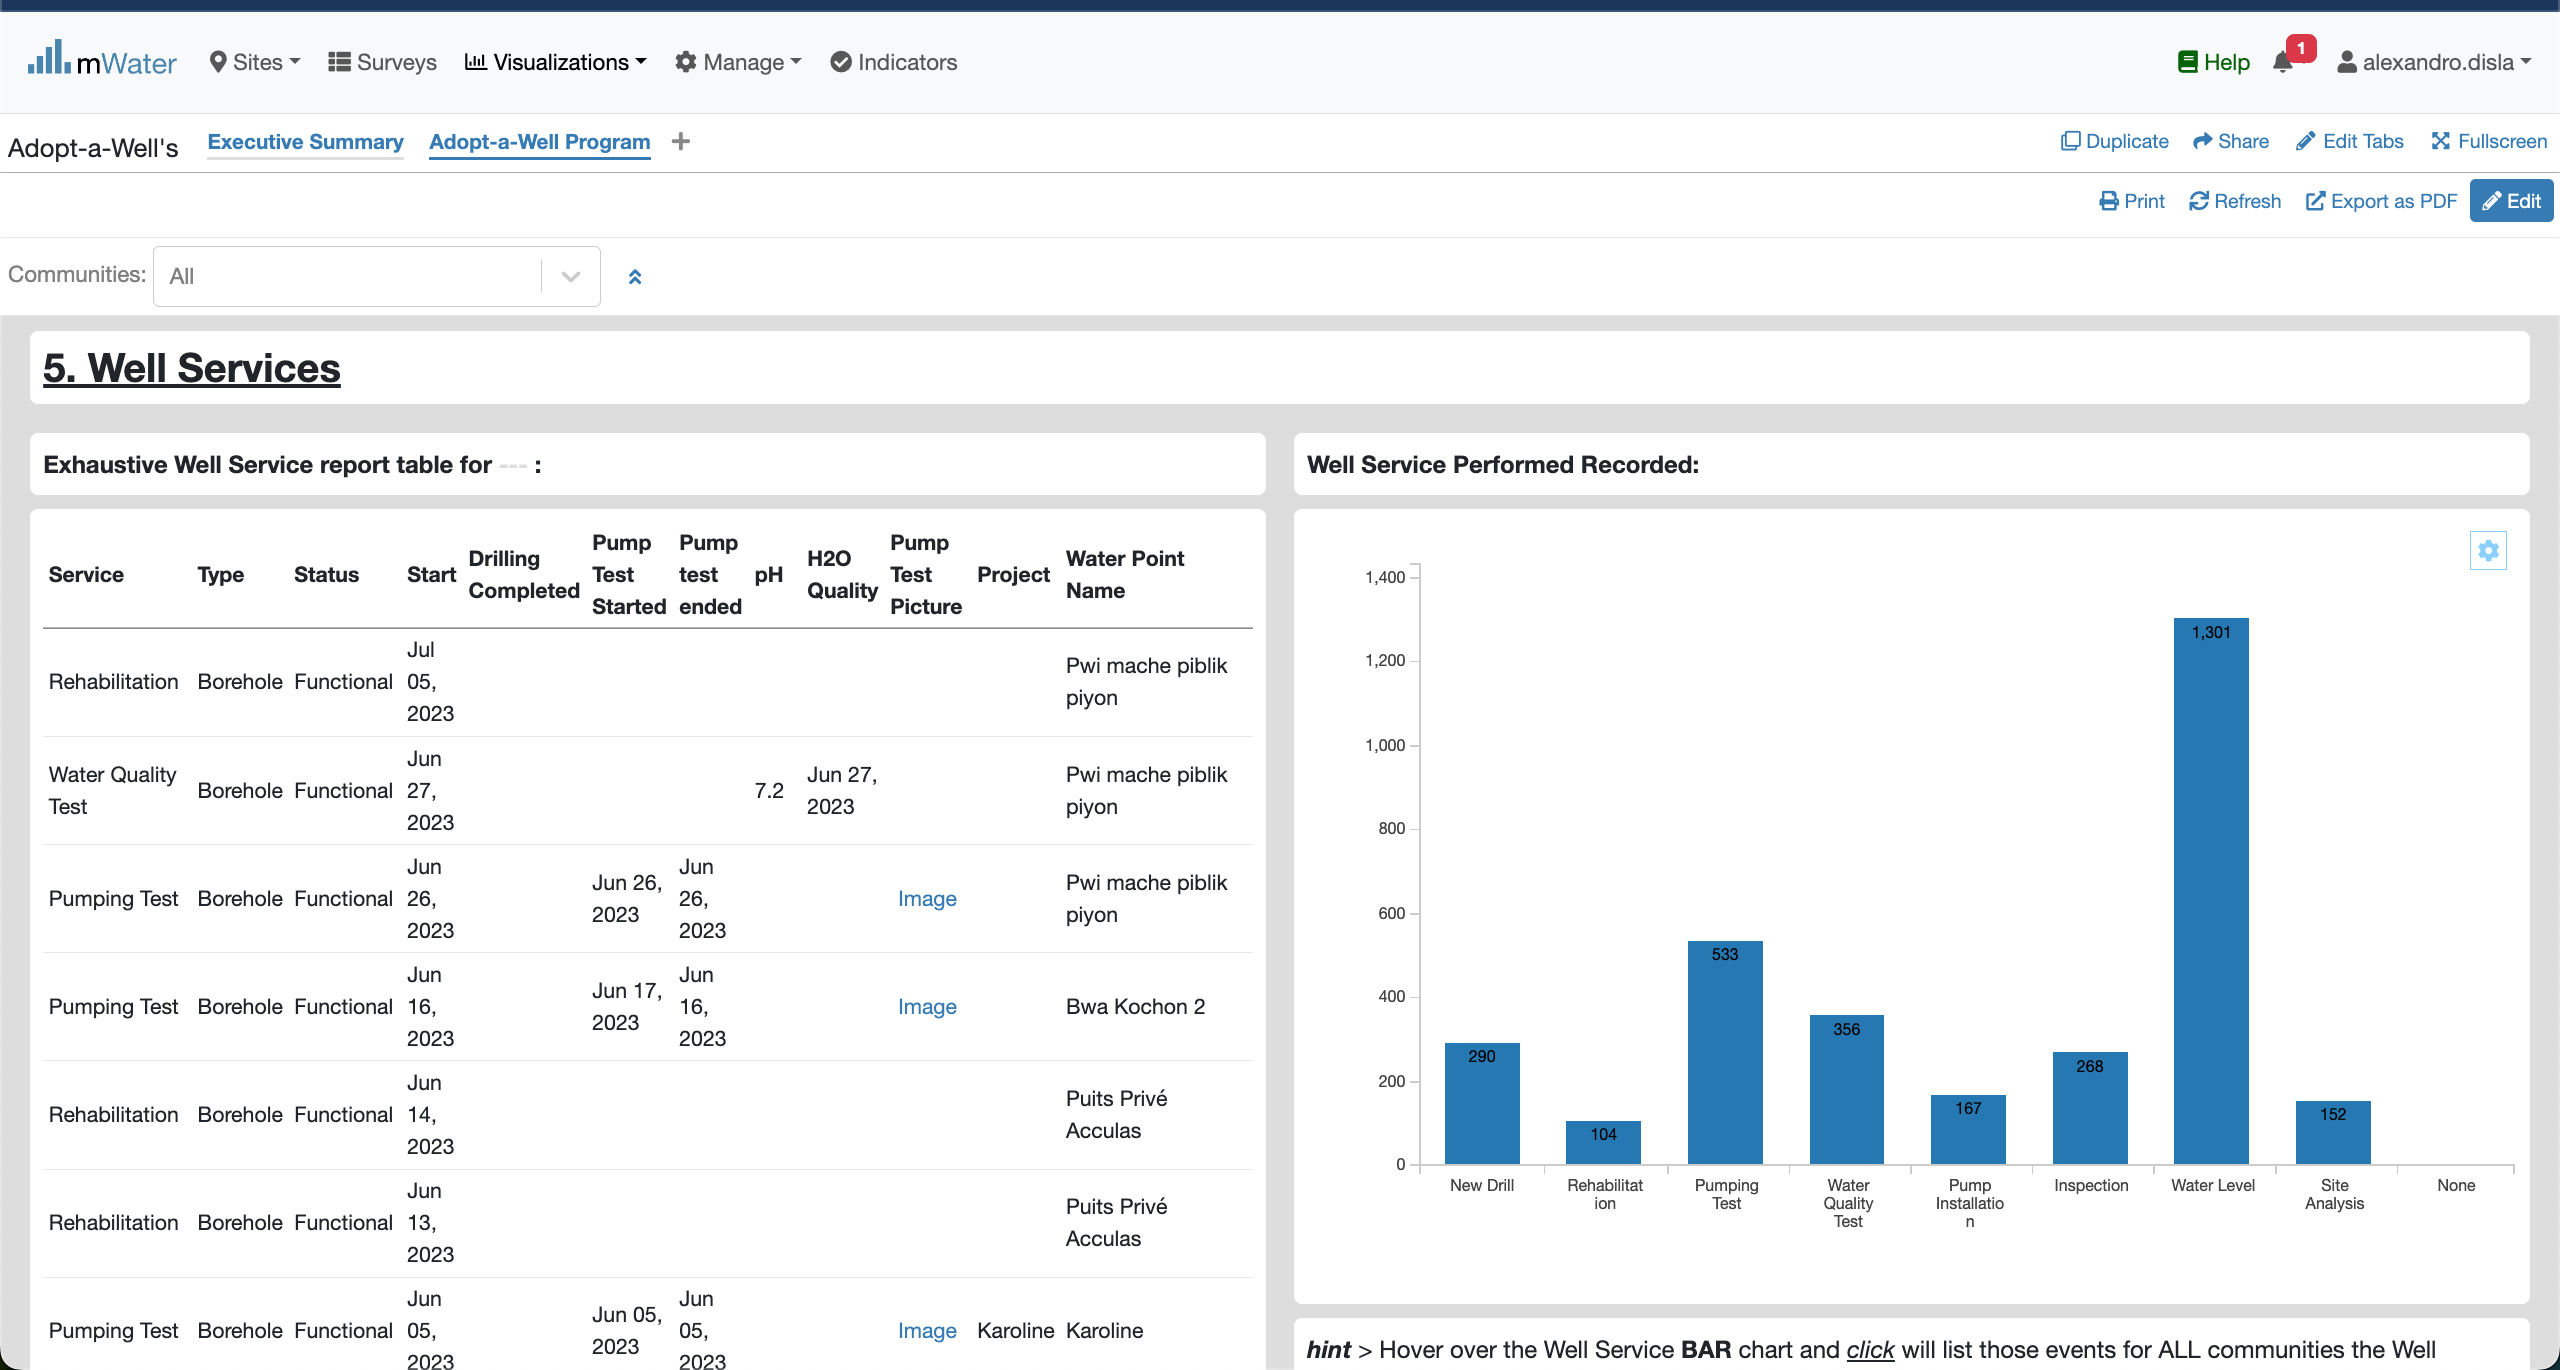 mWater Sites Surveys Visualizations Manage Indicators Help 1 alexandro.disla
Adopt-a-Well's Executive Summary Adopt-a-Well Program + Duplicate Share Edit Tabs Fullscreen
Print Refresh Export as PDF Edit
Communities: All
5. Well Services
Exhaustive Well Service report table for --- :
Service Type Status Start Drilling Completed Pump Test Started Pump test ended pH H2O Quality Pump Test Picture Project Water Point Name
Rehabilitation Borehole Functional Jul 05, 2023 Pwi mache piblik piyon
Water Quality Test Borehole Functional Jun 27, 2023 7.2 Jun 27, 2023 Pwi mache piblik piyon
Pumping Test Borehole Functional Jun 26, 2023 Jun 26, 2023 Jun 26, 2023 Image Pwi mache piblik piyon
Pumping Test Borehole Functional Jun 16, 2023 Jun 17, 2023 Jun 16, 2023 Image Bwa Kochon 2
Rehabilitation Borehole Functional Jun 14, 2023 Puits Privé Acculas
Rehabilitation Borehole Functional Jun 13, 2023 Puits Privé Acculas
Pumping Test Borehole Functional Jun 05, 2023 Jun 05, 2023 Jun 05, 2023 Image Karoline Karoline
Well Service Performed Recorded:
1,400
1,200
1,000
800
600
400
200
0
290
104
533
356
167
268
1,301
152
New Drill
Rehabilitat
ion
Pumping
Test
Water
Quality
Test
Pump
Installatio
n
Inspection
Water Level
Site
Analysis
None
hint > Hover over the Well Service BAR chart and click will list those events for ALL communities the Well